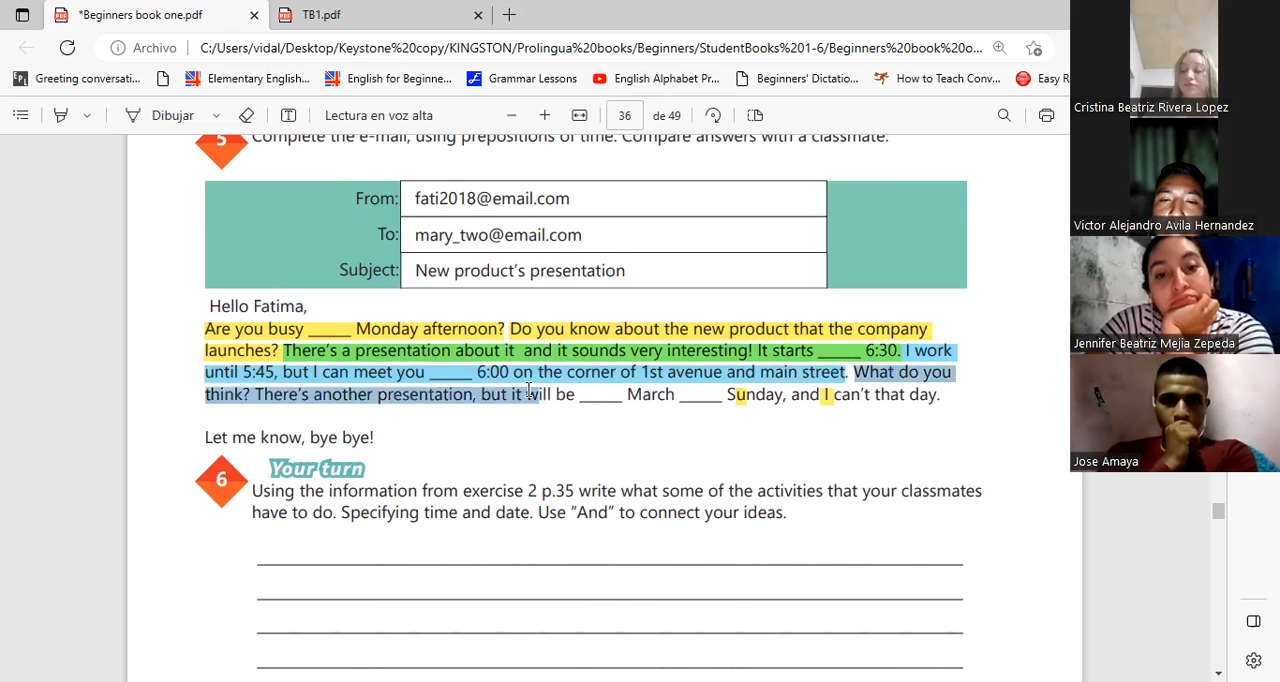 *Beginners book one.pdf
TB1.pdf
Archivo
C:/Users/vidal/Desktop/Keystone%20copy/KINGSTON/Prolingua%20books/Beginners/StudentBooks%201-6/Beginners%20book%20o...
Greeting conversati...
Elementary English...
English for Beginne...
Grammar Lessons
English Alphabet Pr...
Beginners' Dictatio...
How to Teach Conv...
Easy R
Dibujar
Lectura en voz alta
36
de 49
5
Complete the e-mail, using prepositions of time. Compare answers with a classmate.
From: fati2018@email.com
To: mary_two@email.com
Subject: New product's presentation
Hello Fatima,
Are you busy _____ Monday afternoon? Do you know about the new product that the company
launches? There's a presentation about it and it sounds very interesting! It starts _____ 6:30. I work
until 5:45, but I can meet you _____ 6:00 on the corner of 1st avenue and main street. What do you
think? There's another presentation, but it will be _____ March _____ Sunday, and I can't that day.
Let me know, bye bye!
Your turn
6
Using the information from exercise 2 p.35 write what some of the activities that your classmates
have to do. Specifying time and date. Use "And" to connect your ideas.
Cristina Beatriz Rivera Lopez
Victor Alejandro Avila Hernandez
Jennifer Beatriz Mejía Zepeda
Jose Amaya